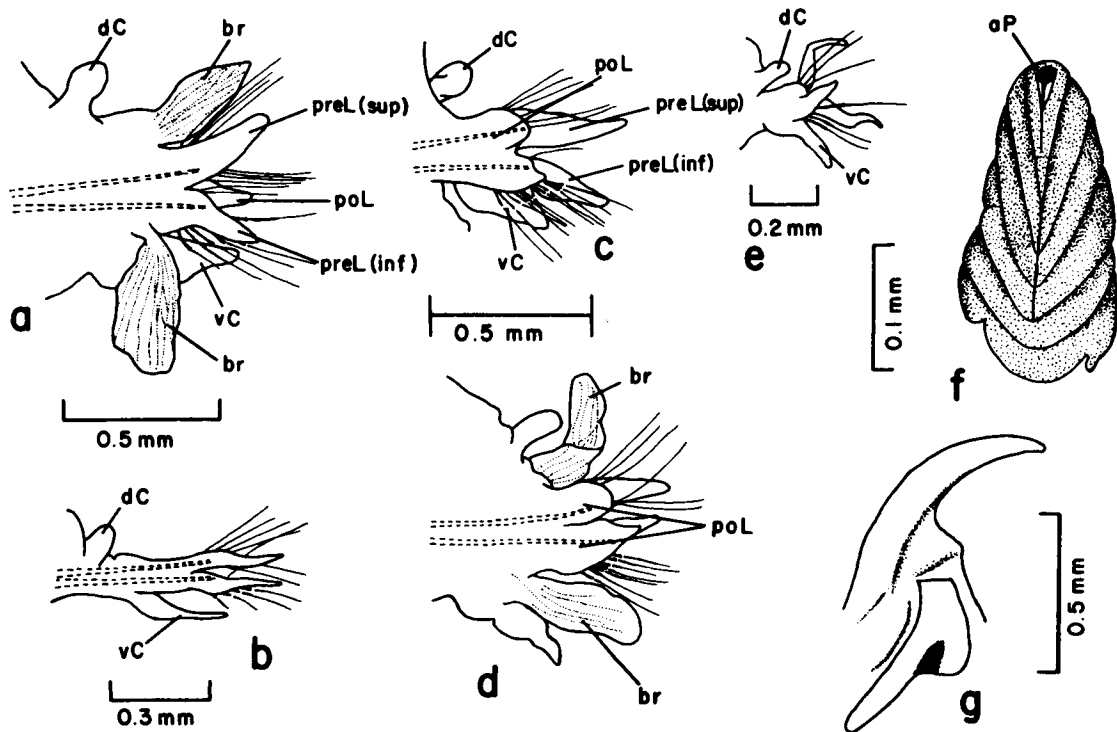 dC
br
preL(sup)
poL
preL(inf)
vC
br
a
0.5 mm
dC
vC
b
0.3 mm
dC
poL
preL(sup)
preL(inf)
vC
c
0.5 mm
br
poL
br
d
dC
vC
0.2 mm
e
aP
0.1 mm
f
0.5 mm
g